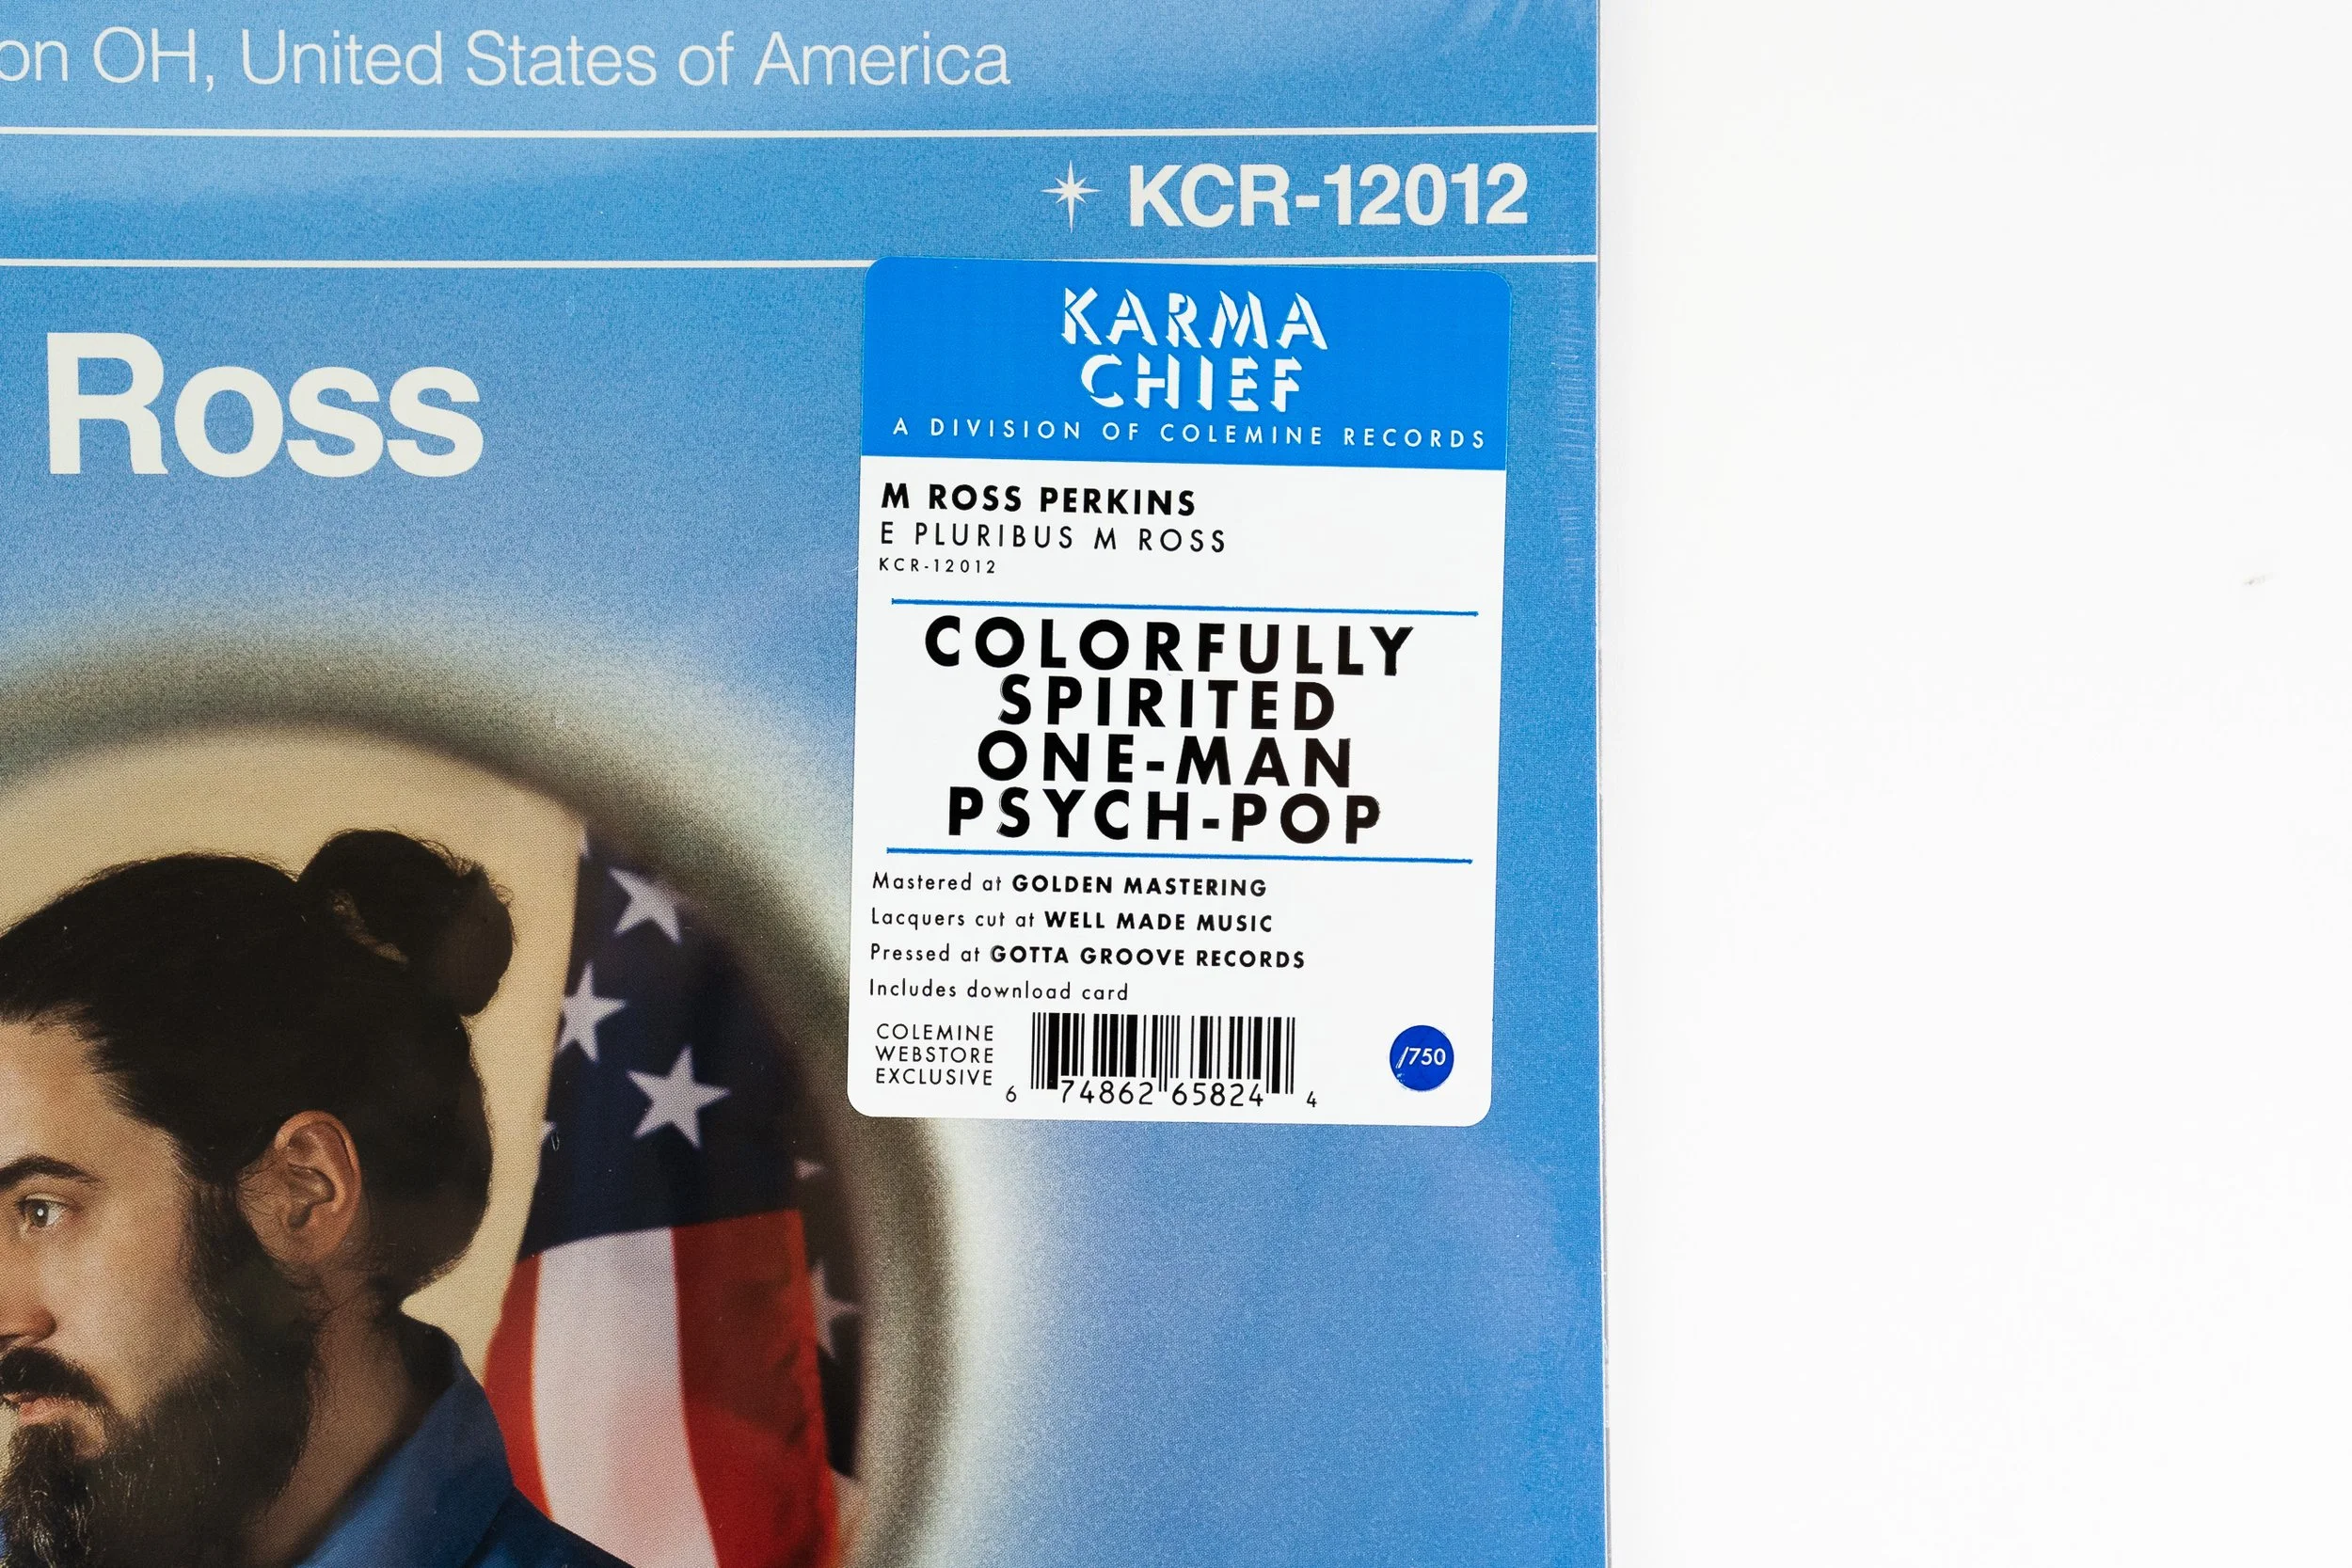 on OH, United States of America
KCR-12012
Ross
KARMA
CHIEF
A DIVISION OF COLEMINE RECORDS
M ROSS PERKINS
E PLURIBUS M ROSS
KCR-12012
COLORFULLY
SPIRITED
ONE-MAN
PSYCH-POP
Mastered at GOLDEN MASTERING
Lacquers cut at WELL MADE MUSIC
Pressed at GOTTA GROOVE RECORDS
Includes download card
COLEMINE
WEBSTORE
EXCLUSIVE
6 74862 65824 4
/750